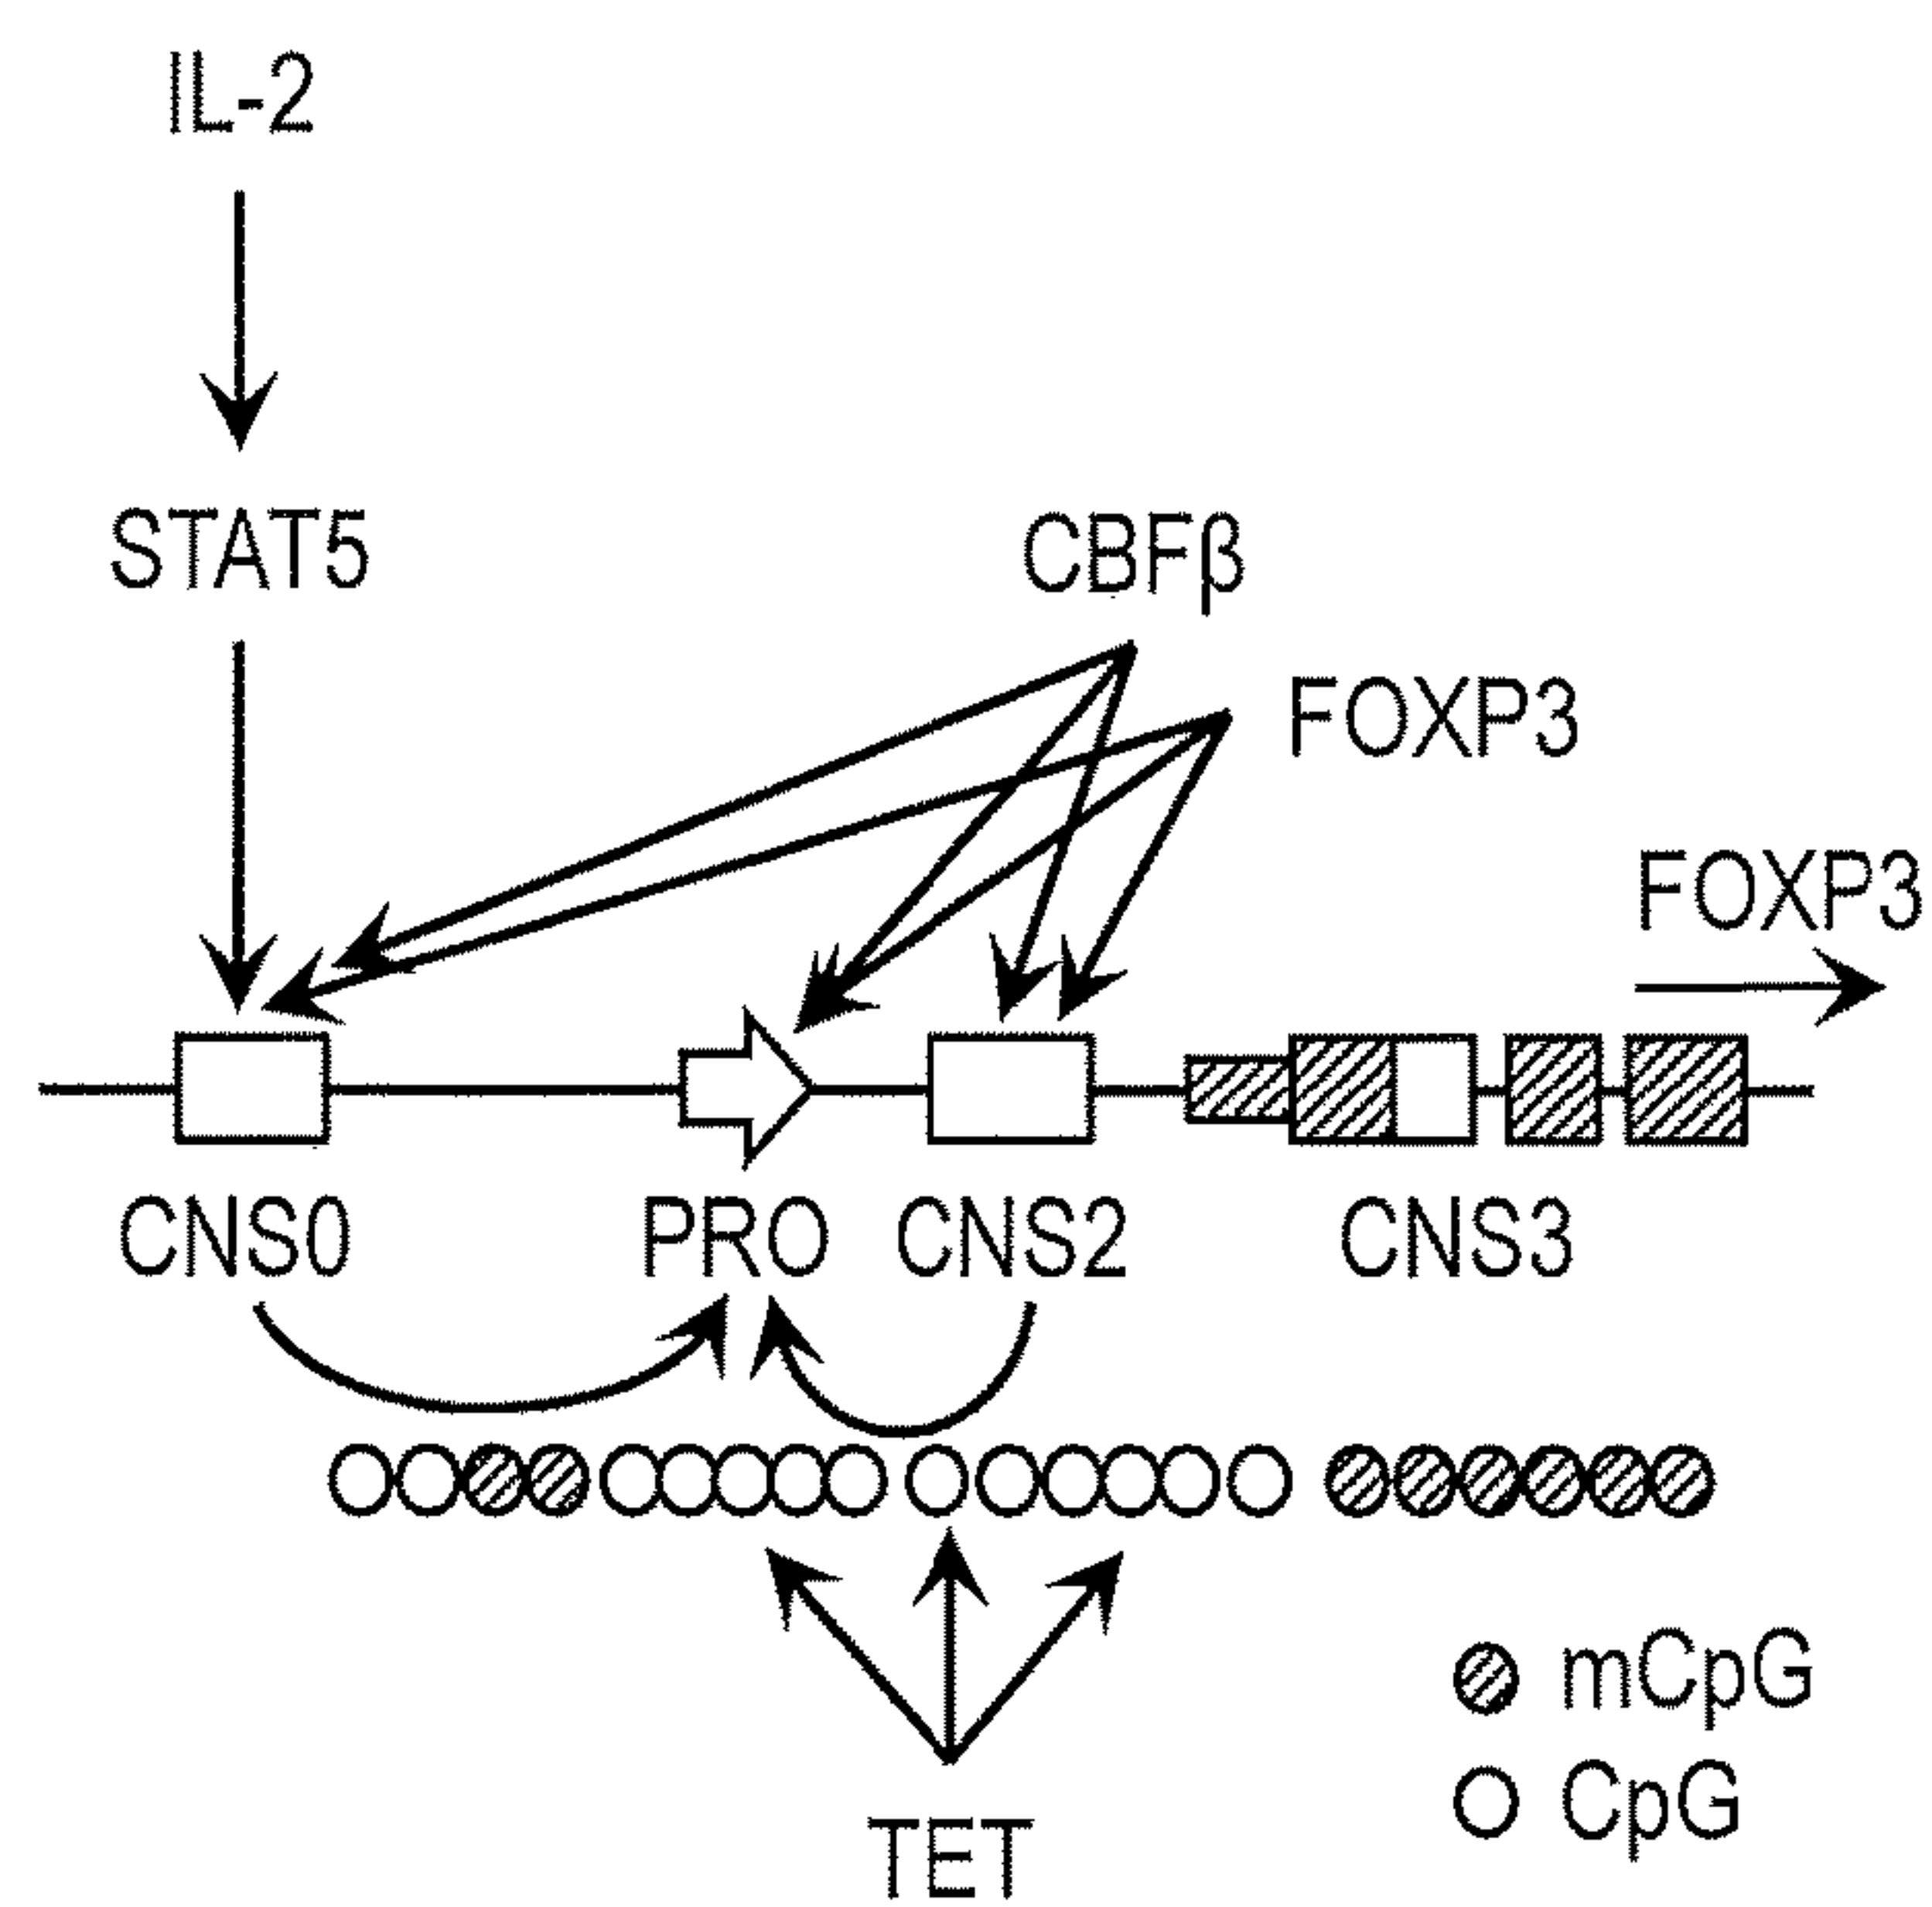 IL-2
STAT5
CBFβ
FOXP3
FOXP3
CNS0 PRO CNS2 CNS3
mCpG
CpG
TET